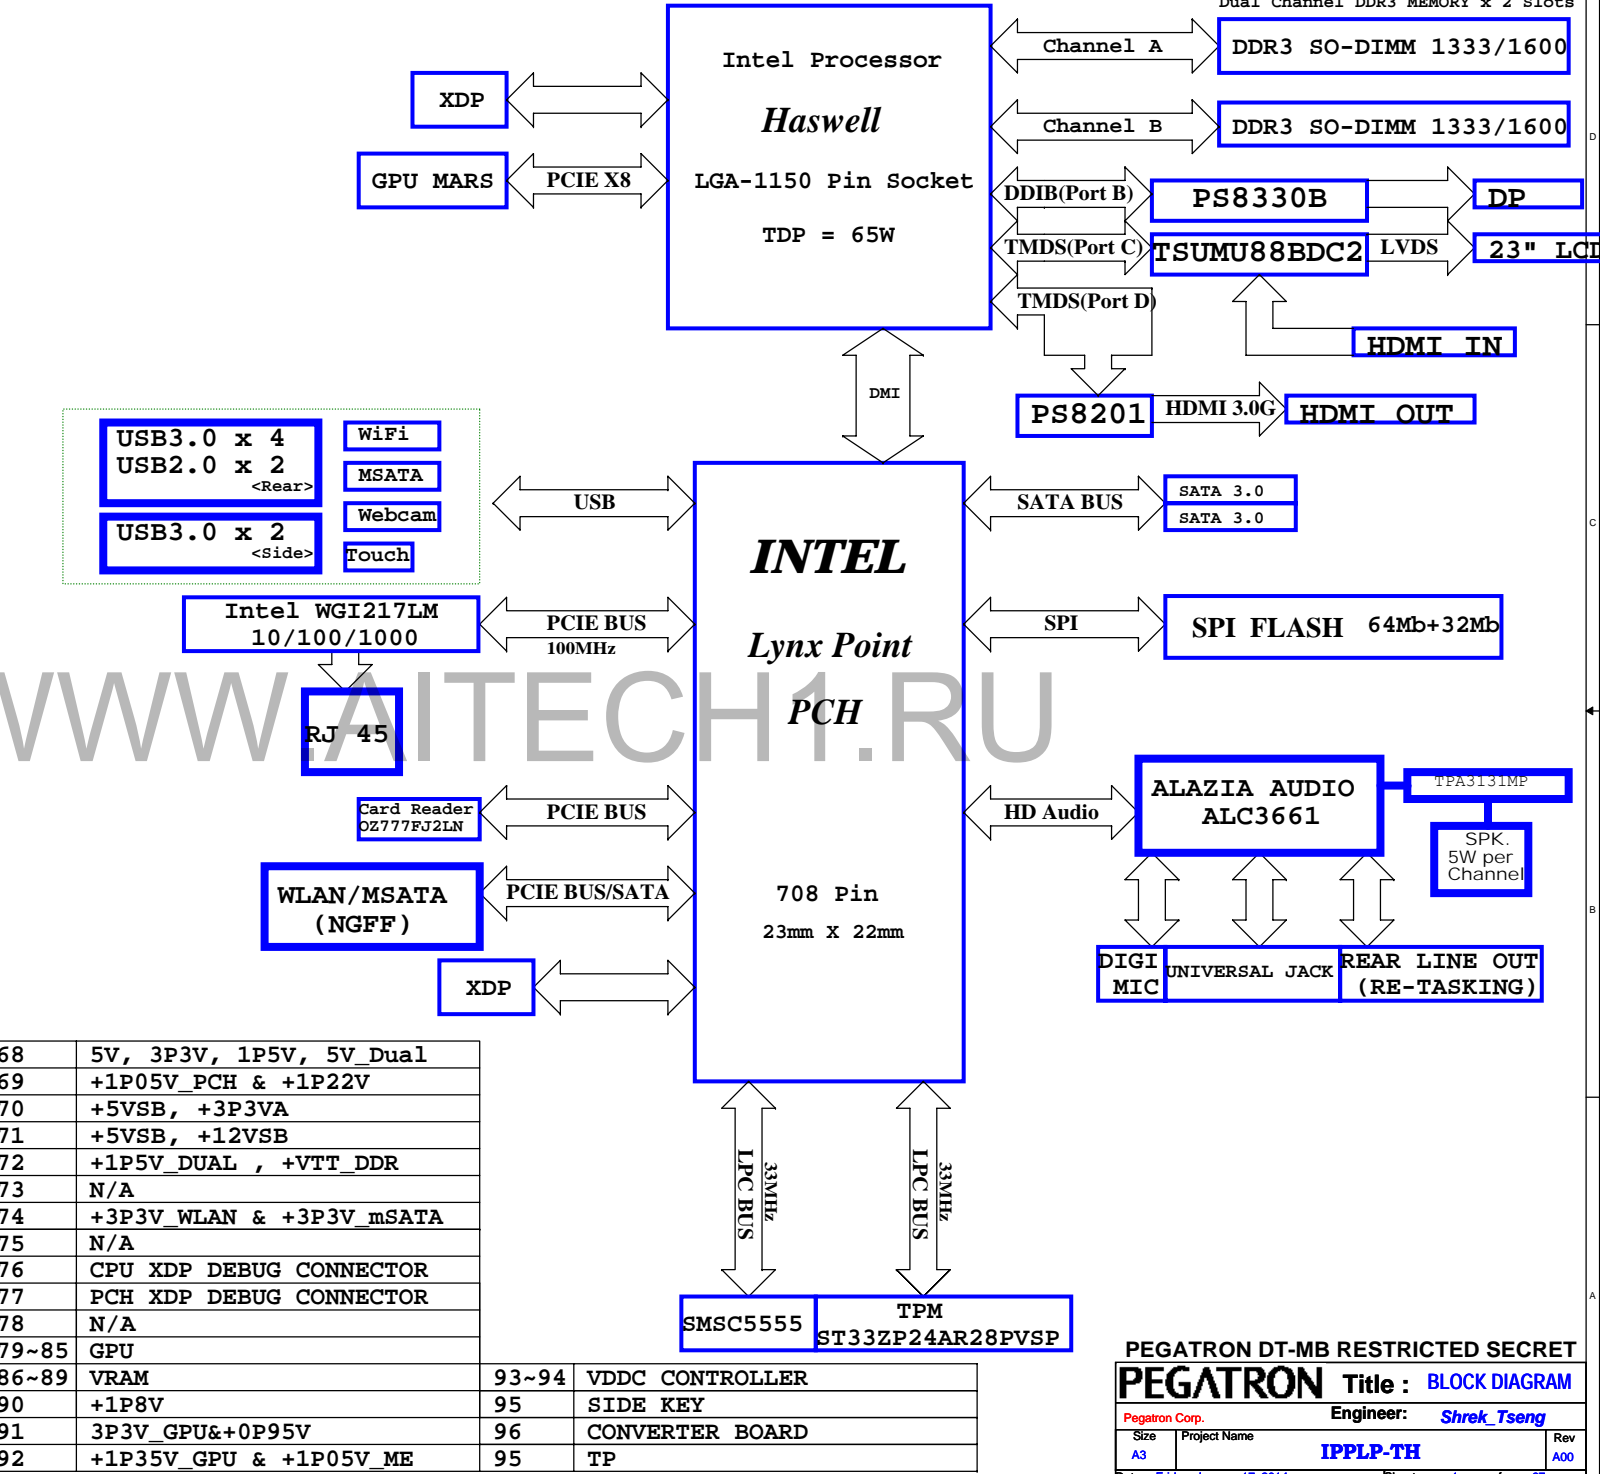 Dual Channel DDR3 MEMORY x 2 Slots
Intel Processor
Haswell
LGA-1150 Pin Socket
TDP = 65W
XDP
GPU MARS
PCIE X8
Channel A
DDR3 SO-DIMM 1333/1600
Channel B
DDR3 SO-DIMM 1333/1600
DDIB(Port B)
PS8330B
DP
TMDS(Port C)
TSUMU88BDC2
LVDS
23" LCD
TMDS(Port D)
HDMI IN
DMI
PS8201
HDMI 3.0G
HDMI OUT
USB3.0 x 4
USB2.0 x 2
<Rear>
USB3.0 x 2
<Side>
WiFi
MSATA
Webcam
Touch
USB
INTEL
Lynx Point
PCH
708 Pin
23mm X 22mm
SATA BUS
SATA 3.0
SATA 3.0
Intel WGI217LM
10/100/1000
PCIE BUS
100MHz
SPI
SPI FLASH 64Mb+32Mb
WWW.AITECH1.RU
RJ 45
Card Reader
OZ777FJ2LN
PCIE BUS
HD Audio
ALAZIA AUDIO
ALC3661
TPA3131MP
SPK.
5W per
Channel
WLAN/MSATA
(NGFF)
PCIE BUS/SATA
XDP
DIGI
MIC
UNIVERSAL JACK
REAR LINE OUT
(RE-TASKING)
LPC BUS
33MHz
LPC BUS
33MHz
SMSC5555
TPM
ST33ZP24AR28PVSP
68 5V, 3P3V, 1P5V, 5V_Dual
69 +1P05V_PCH & +1P22V
70 +5VSB, +3P3VA
71 +5VSB, +12VSB
72 +1P5V_DUAL , +VTT_DDR
73 N/A
74 +3P3V_WLAN & +3P3V_mSATA
75 N/A
76 CPU XDP DEBUG CONNECTOR
77 PCH XDP DEBUG CONNECTOR
78 N/A
79~85 GPU
86~89 VRAM 93~94 VDDC CONTROLLER
90 +1P8V 95 SIDE KEY
91 3P3V_GPU&+0P95V 96 CONVERTER BOARD
92 +1P35V_GPU & +1P05V_ME 95 TP
D
C
B
A
PEGATRON DT-MB RESTRICTED SECRET
PEGATRON Title : BLOCK DIAGRAM
Pegatron Corp. Engineer: Shrek_Tseng
Size Project Name Rev
A3 IPPLP-TH A00